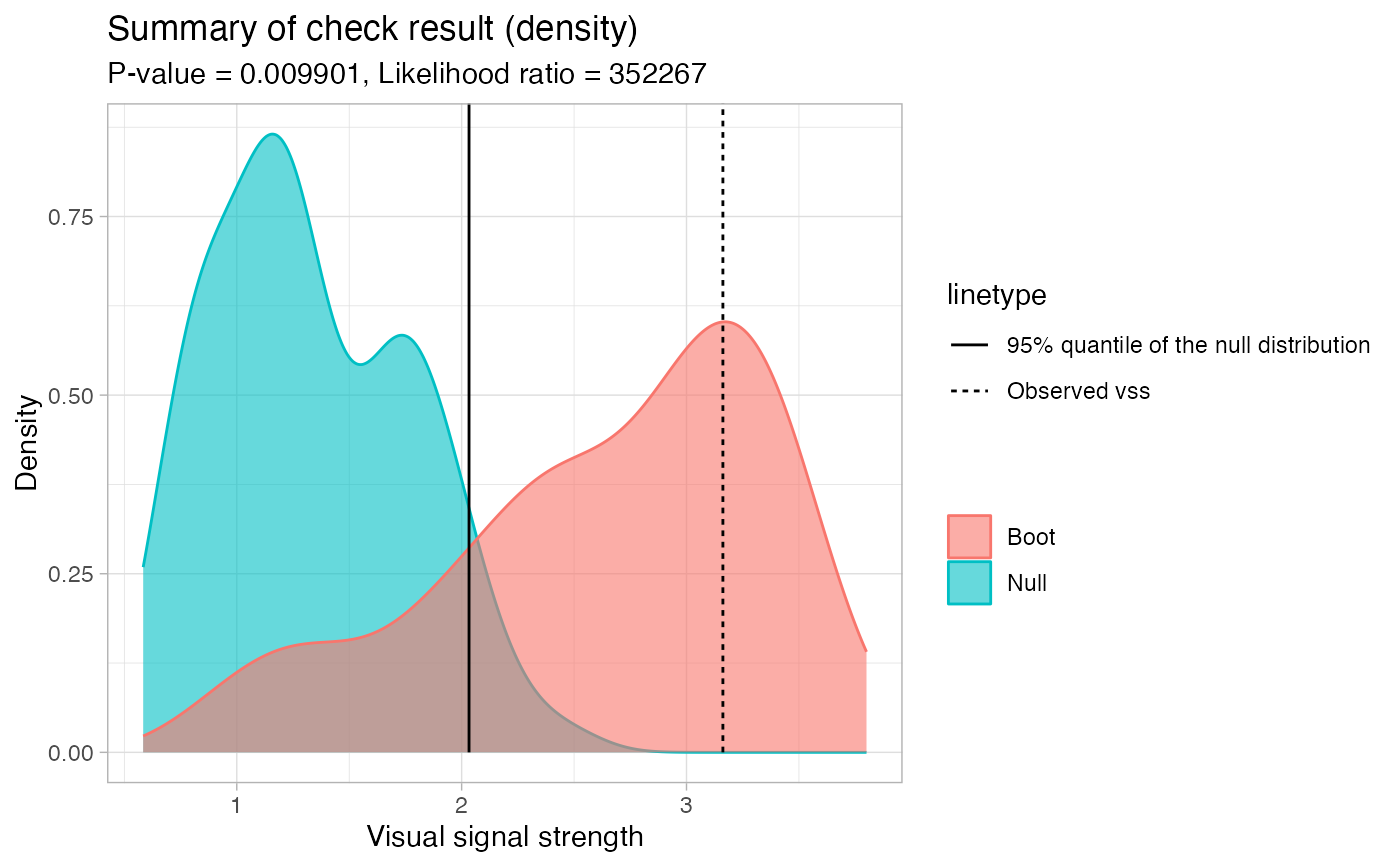 Summary of check result (density)
P-value = 0.009901, Likelihood ratio = 352267
0.75
0.50
0.25
0.00
Density
1
2
3
Visual signal strength
linetype
95% quantile of the null distribution
Observed vss
Boot
Null